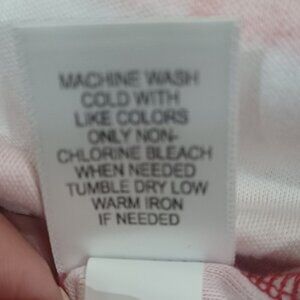 MACHINE WASH
COLD WITH
LIKE COLORS
ONLY NON-
CHLORINE BLEACH
WHEN NEEDED
TUMBLE DRY LOW
WARM IRON
IF NEEDED